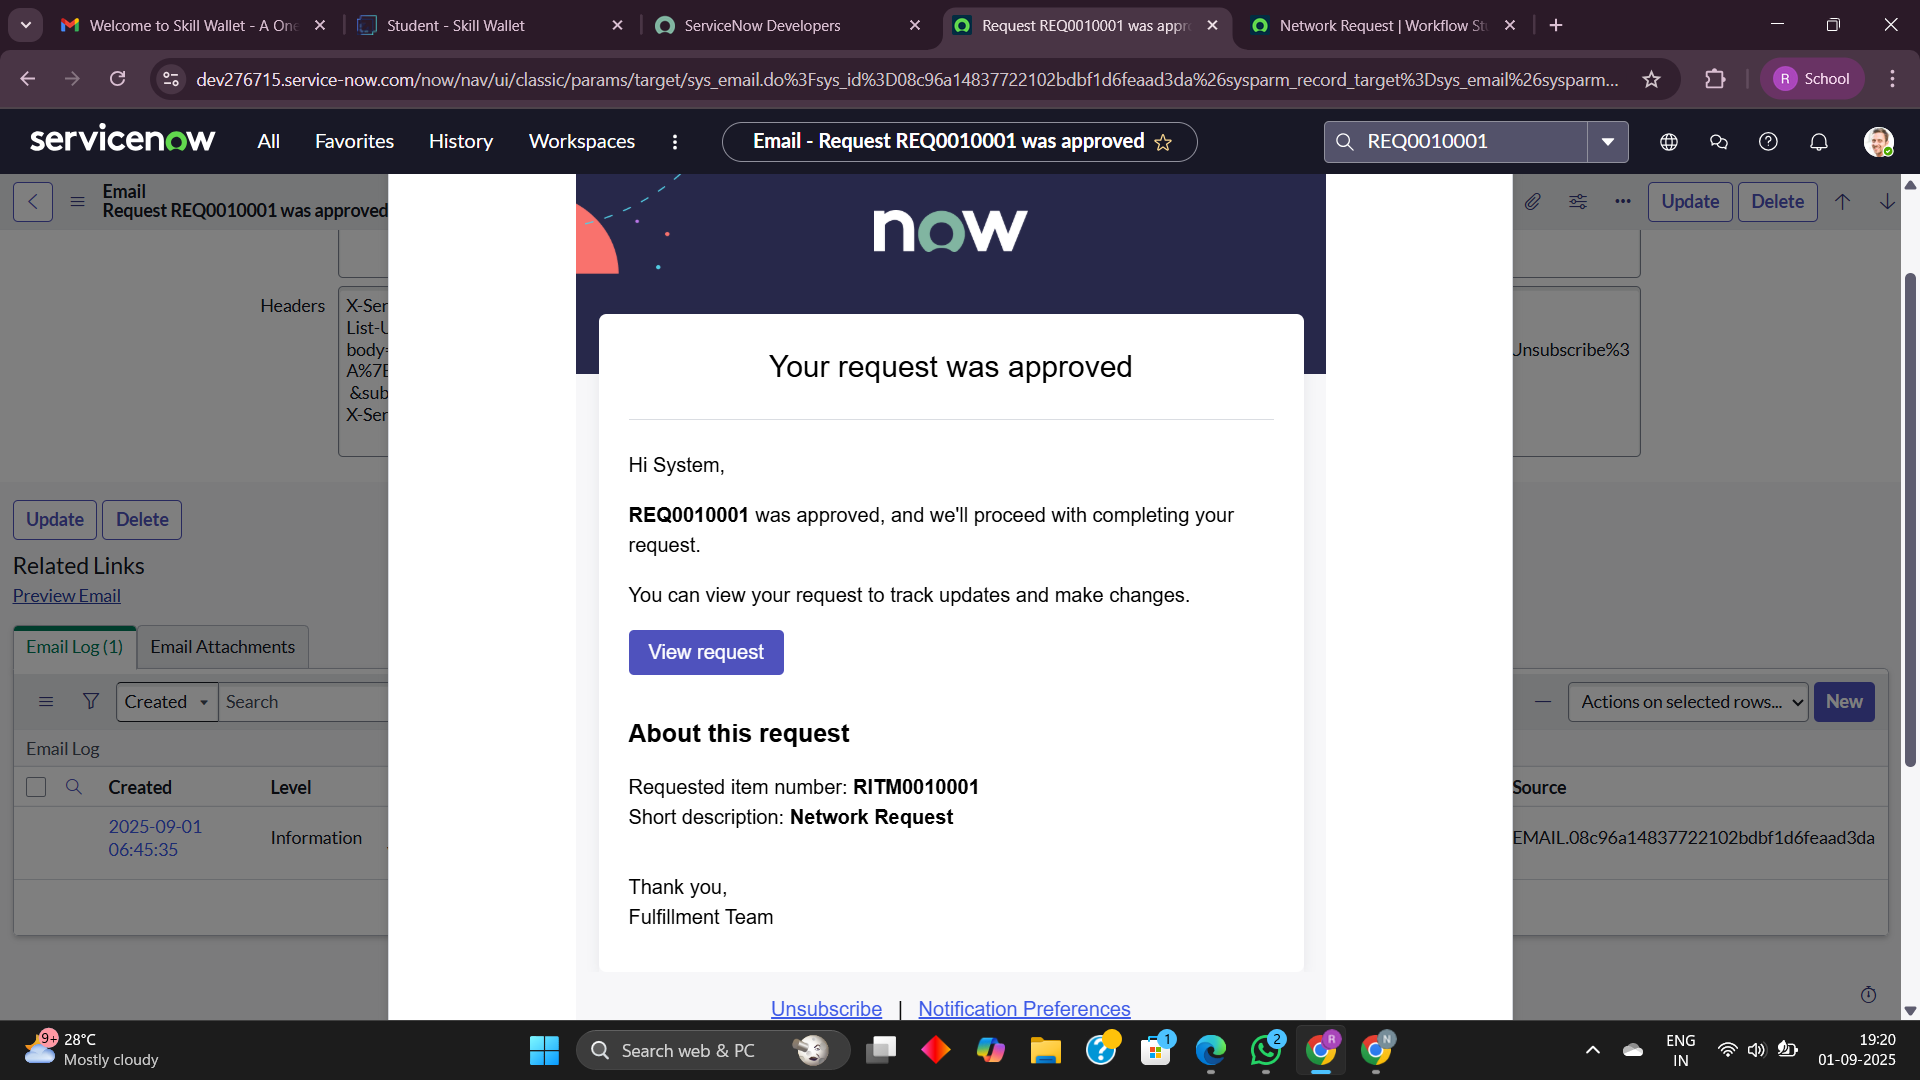 Welcome to Skill Wallet - A One
Student - Skill Wallet
ServiceNow Developers
Request REQ0010001 was appro
Network Request | Workflow St
dev276715.service-now.com/now/nav/ui/classic/params/target/sys_email.do%3Fsys_id%3D08c96a14837722102bdbf1d6feaad3da%26sysparm_record_target%3Dsys_email%26sysparm...
R School
servicenow
All
Favorites
History
Workspaces
Email - Request REQ0010001 was approved
REQ0010001
Email
Request REQ0010001 was approved
Update
Delete
now
Headers
X-Ser
List-U
body=
A%7E
&sub
X-Ser
Unsubscribe%3
Your request was approved
Hi System,
REQ0010001 was approved, and we'll proceed with completing your
request.
You can view your request to track updates and make changes.
View request
About this request
Requested item number: RITM0010001
Short description: Network Request
Thank you,
Fulfillment Team
Unsubscribe | Notification Preferences
Update
Delete
Related Links
Preview Email
Email Log (1)
Email Attachments
Created
Search
Actions on selected rows...
New
Email Log
Created
Level
Source
2025-09-01
06:45:35
Information
EMAIL.08c96a14837722102bdbf1d6feaad3da
9+
28°C
Mostly cloudy
Search web & PC
1
2
R
N
ENG
IN
19:20
01-09-2025